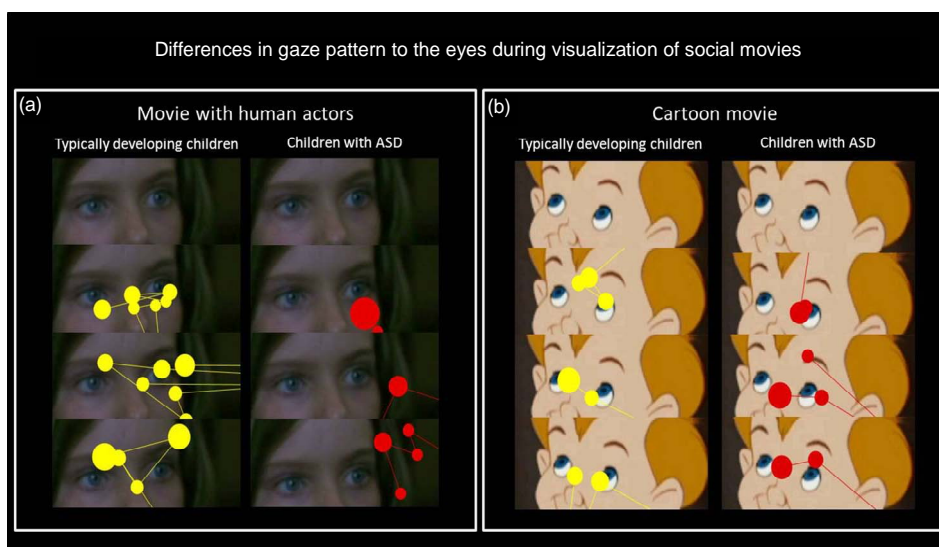 Differences in gaze pattern to the eyes during visualization of social movies
(a)
Movie with human actors
Typically developing children
Children with ASD
(b)
Cartoon movie
Typically developing children
Children with ASD